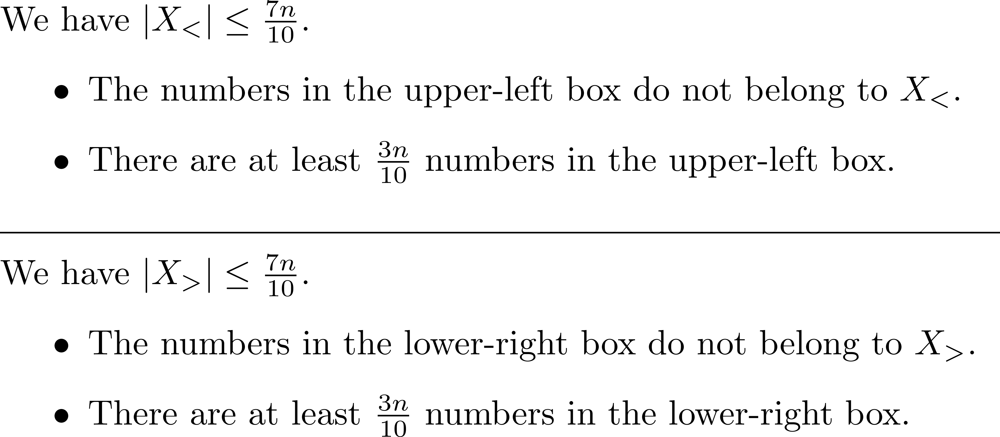 We have $|X_<| \leq \frac{7n}{10}$.
• The numbers in the upper-left box do not belong to $X_<$.
• There are at least $\frac{3n}{10}$ numbers in the upper-left box.
We have $|X_>| \leq \frac{7n}{10}$.
• The numbers in the lower-right box do not belong to $X_>$.
• There are at least $\frac{3n}{10}$ numbers in the lower-right box.